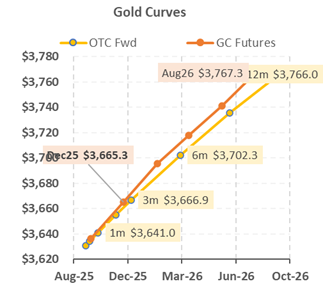 Gold Curves
OTC Fwd GC Futures
$3,780
Aug26 $3,767.3 12m $3,766.0
$3,760
$3,740
$3,720
$3,700
Dec25 $3,665.3 6m $3,702.3
$3,680
3m $3,666.9
$3,660
$3,640
1m $3,641.0
$3,620
Aug-25 Dec-25 Mar-26 Jun-26 Oct-26